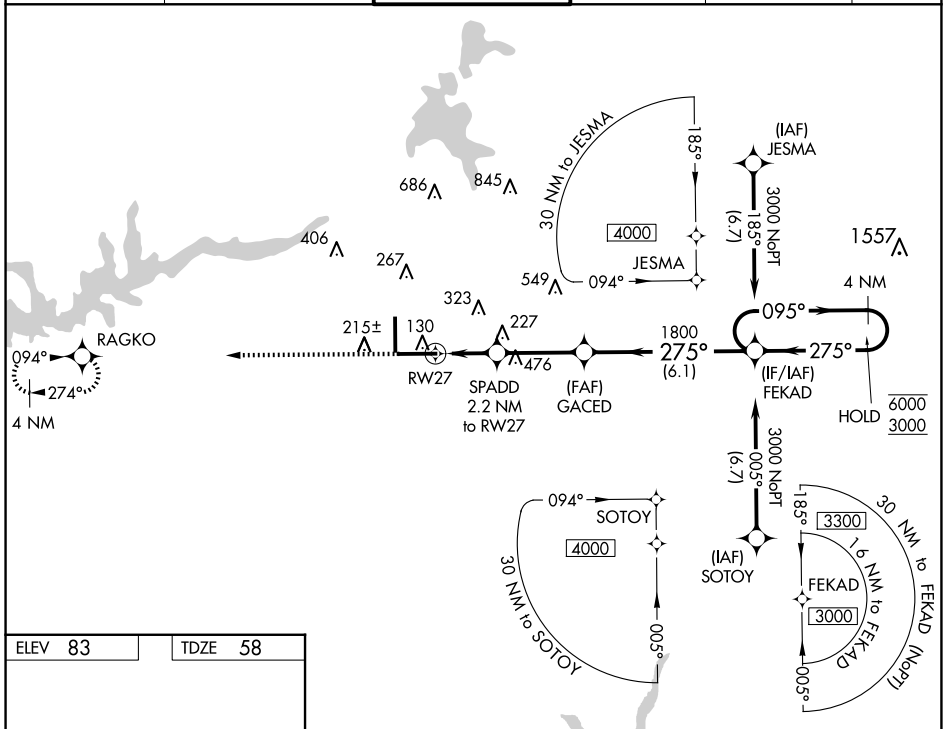 30 NM to JESMA
185°
4000
JESMA
094°
(IAF)
JESMA
3000 NoPT
185°
(6.7)
1557
686
845
406
267
549
323
215±
130
227
476
RAGKO
094°
274°
4 NM
RW27
SPADD
2.2 NM
to RW27
(FAF)
GACED
1800
275°
(6.1)
095°
4 NM
275°
(IF/IAF)
FEKAD
HOLD
6000
3000
3000 NoPT
005°
(6.7)
(IAF)
SOTOY
094°
SOTOY
4000
30 NM to SOTOY
005°
185°
3300
30 NM to FEKAD (NoPT)
16 NM to FEKAD
FEKAD
3000
005°
ELEV 83
TDZE 58